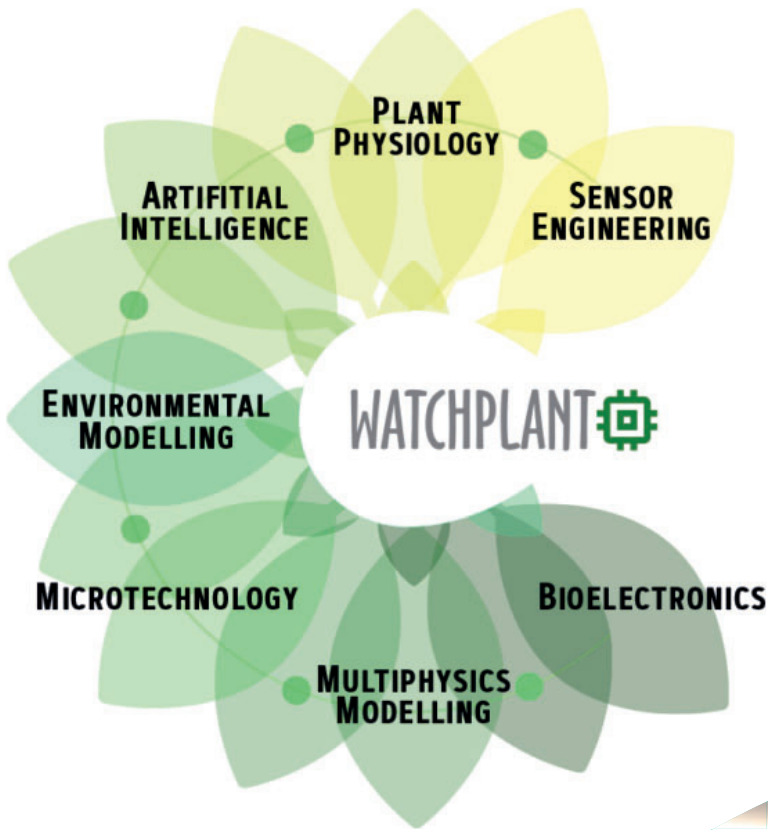 PLANT
PHYSIOLOGY
ARTIFITIAL
INTELLIGENCE
SENSOR
ENGINEERING
ENVIRONMENTAL
MODELLING
WATCHPLANT
MICROTECHNOLOGY
BIOELECTRONICS
MULTIPHYSICS
MODELLING